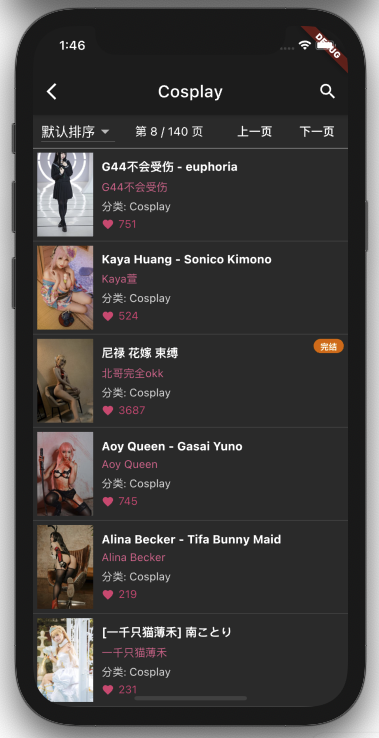 1:46
DEBUG
Cosplay
默认排序
第 8 / 140 页
上一页
下一页
G44不会受伤 - euphoria
G44不会受伤
分类: Cosplay
751
Kaya Huang - Sonico Kimono
Kaya萱
分类: Cosplay
524
尼禄 花嫁 束缚
完结
北哥完全okk
分类: Cosplay
3687
Aoy Queen - Gasai Yuno
Aoy Queen
分类: Cosplay
745
Alina Becker - Tifa Bunny Maid
Alina Becker
分类: Cosplay
219
[一千只猫薄禾] 南ことり
一千只猫薄禾
分类: Cosplay
231